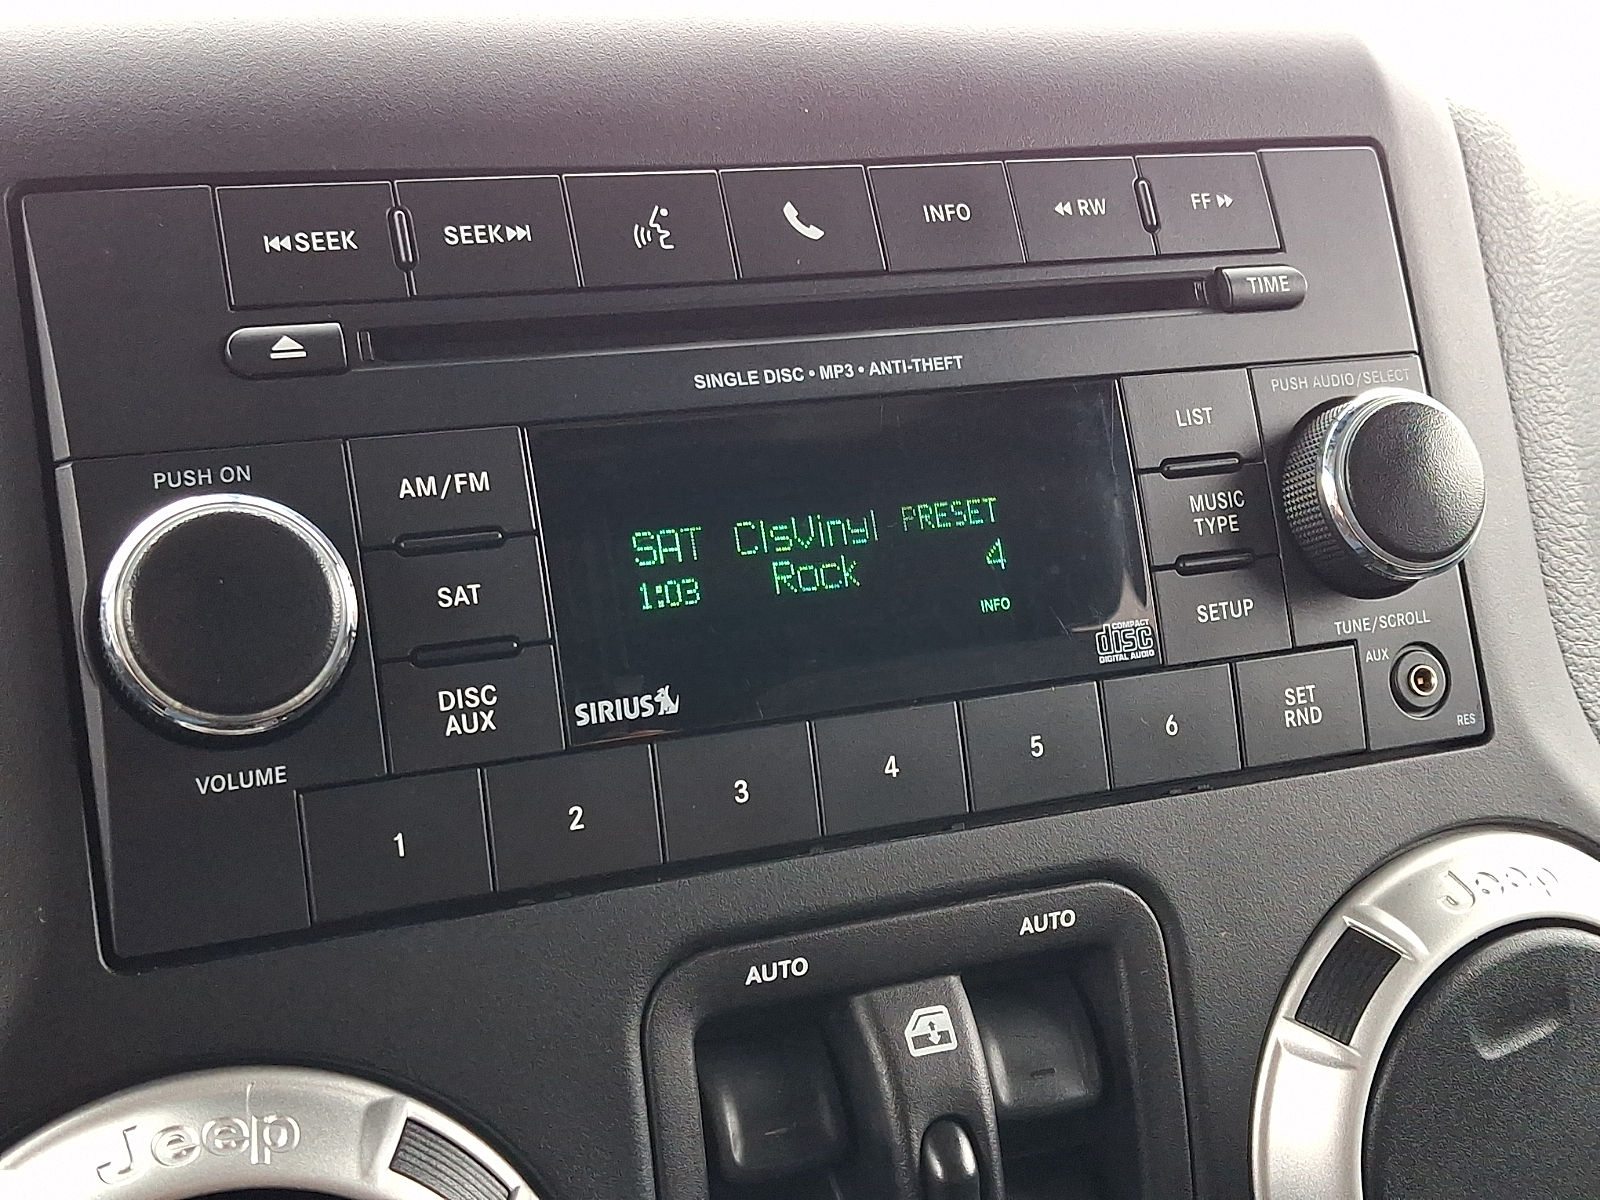 SEEK
SEEK
INFO
RW
FF
TIME
SINGLE DISC • MP3 • ANTI-THEFT
PUSH AUDIO/SELECT
LIST
PUSH ON
AM/FM
MUSIC
TYPE
SAT ClsVinyl PRESET
1:03 Rock 4
INFO
SAT
SETUP
TUNE/SCROLL
COMPACT
disc
DIGITAL AUDIO
AUX
RES
DISC
AUX
SIRIUS
SET
RND
VOLUME
1
2
3
4
5
6
AUTO
AUTO
Jeep
Jeep